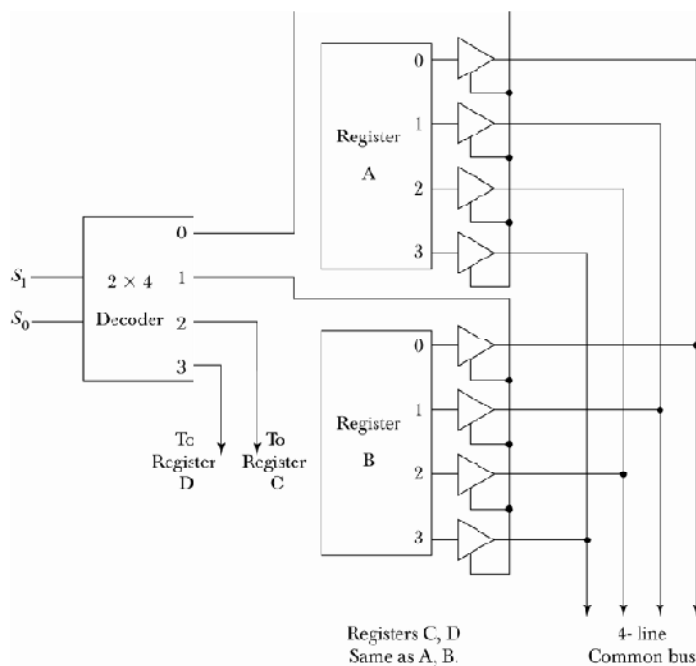 0
1
Register
A
2
3
0
S1
1
2 × 4
S0
Decoder
2
3
0
1
Register
B
2
3
To
Register
D
To
Register
C
Registers C, D
Same as A, B.
4- line
Common bus